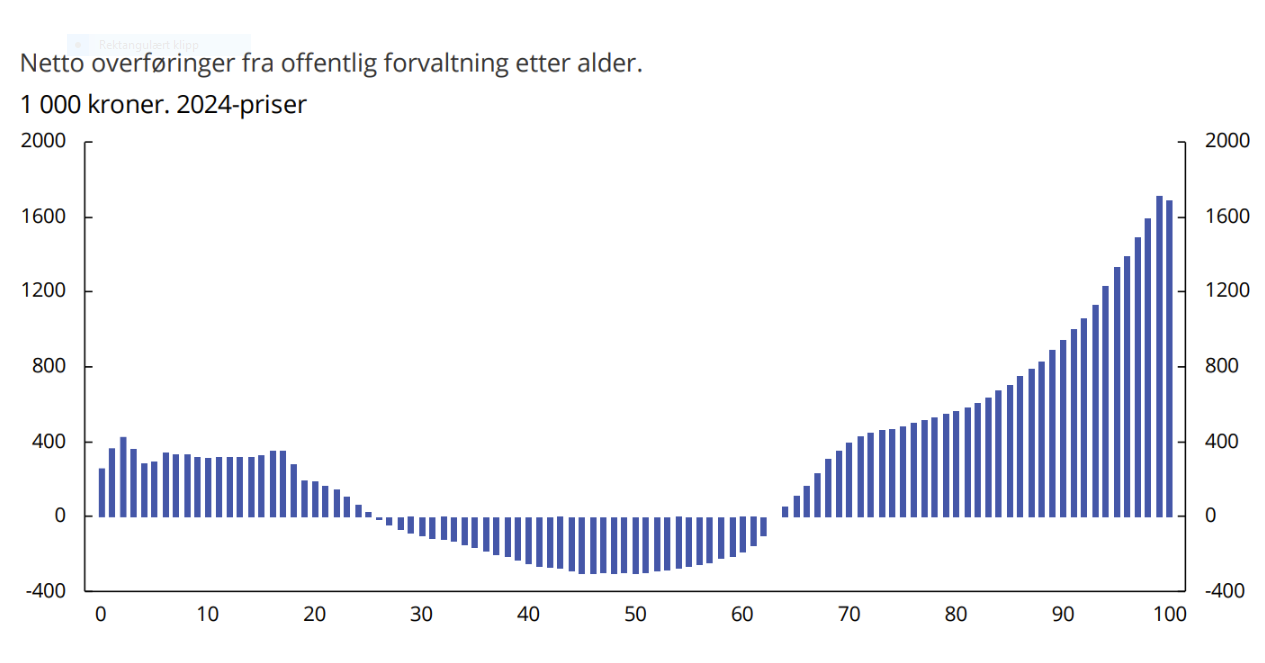 Rektangulært klipp
Netto overføringer fra offentlig forvaltning etter alder.
1 000 kroner. 2024-priser
2000 2000
1600 1600
1200 1200
800 800
400 400
0 0
-400 -400
0 10 20 30 40 50 60 70 80 90 100